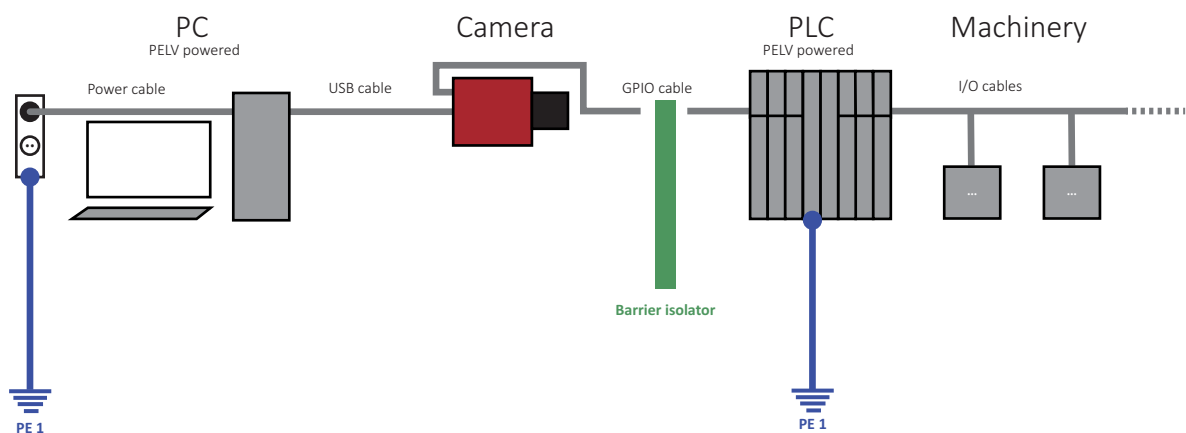 PC
PELV powered
Camera
PLC
PELV powered
Machinery
Power cable
USB cable
GPIO cable
I/O cables
...
...
Barrier isolator
PE 1
PE 1